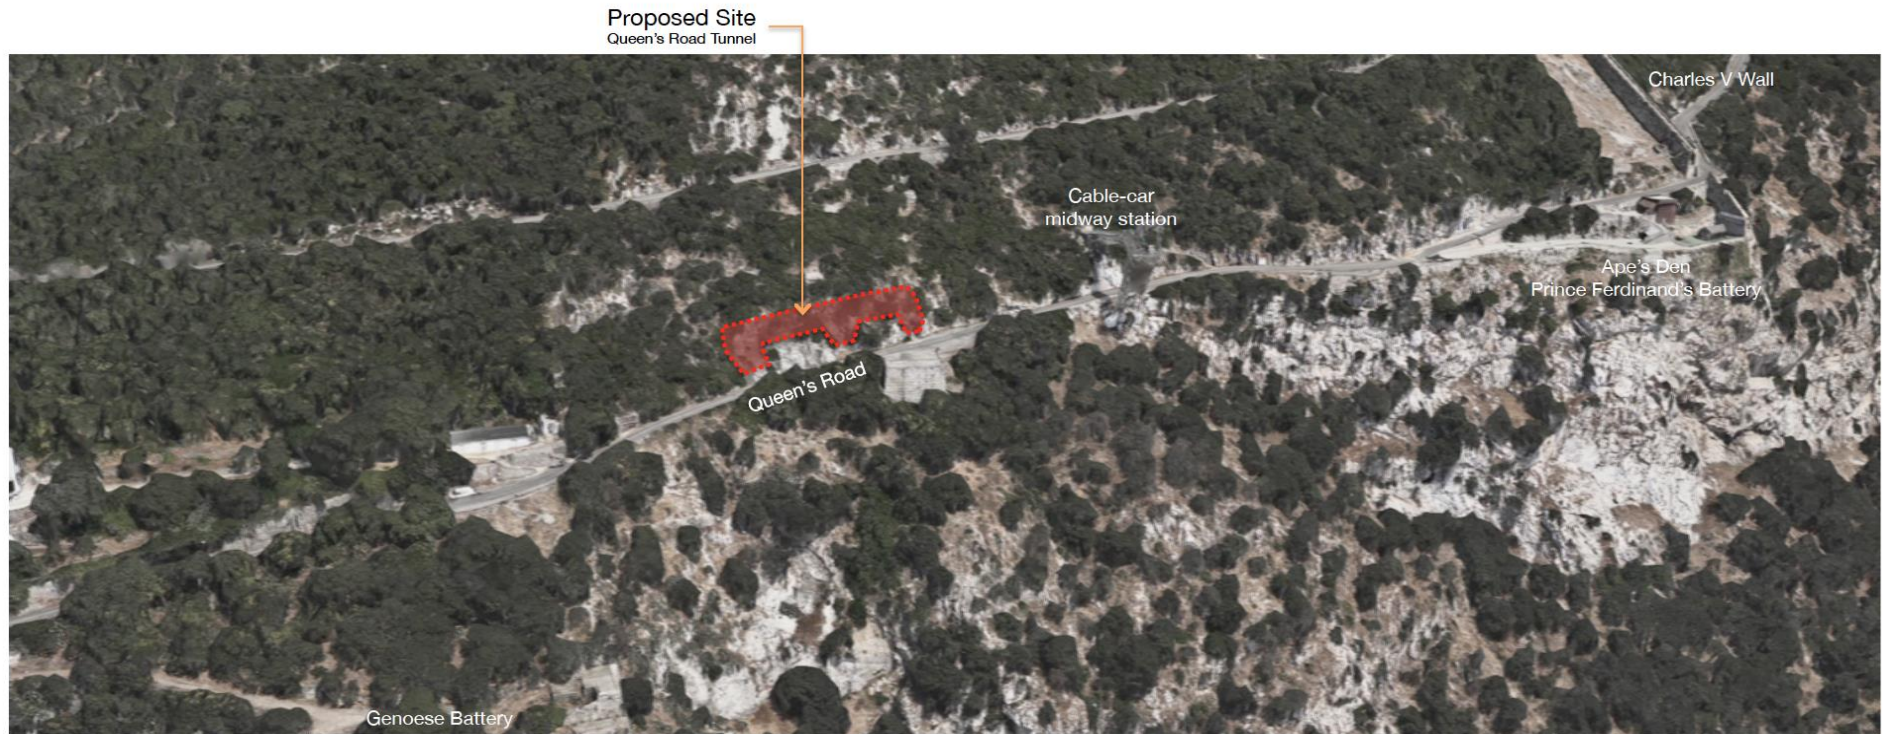 Proposed Site
Queen's Road Tunnel
Charles V Wall
Cable-car
midway station
Ape's Den
Prince Ferdinand's Battery
Queen's Road
Genoese Battery